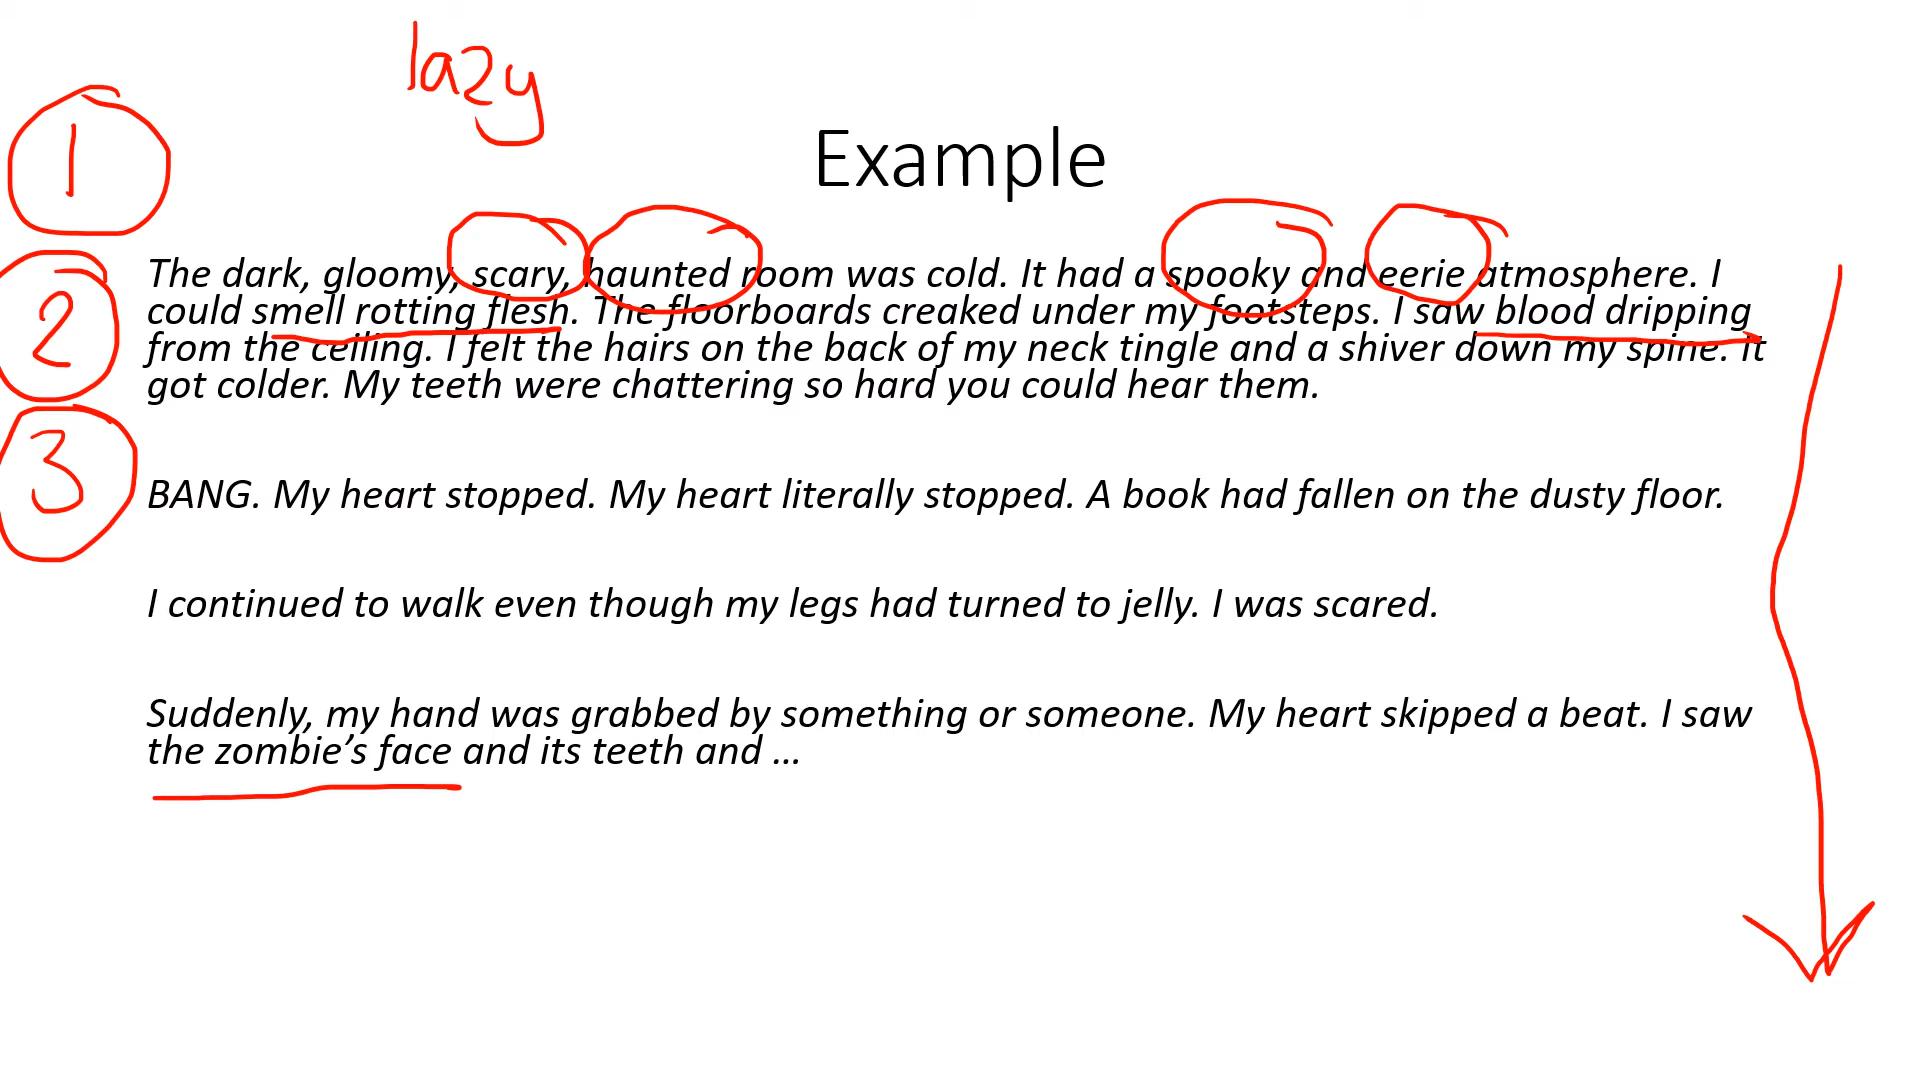 lazy
1
Example
2
The dark, gloomy, scary, haunted room was cold. It had a spooky and eerie atmosphere. I
could smell rotting flesh. The floorboards creaked under my footsteps. I saw blood dripping
from the ceiling. I felt the hairs on the back of my neck tingle and a shiver down my spine. It
got colder. My teeth were chattering so hard you could hear them.
3
BANG. My heart stopped. My heart literally stopped. A book had fallen on the dusty floor.
I continued to walk even though my legs had turned to jelly. I was scared.
Suddenly, my hand was grabbed by something or someone. My heart skipped a beat. I saw
the zombie’s face and its teeth and …